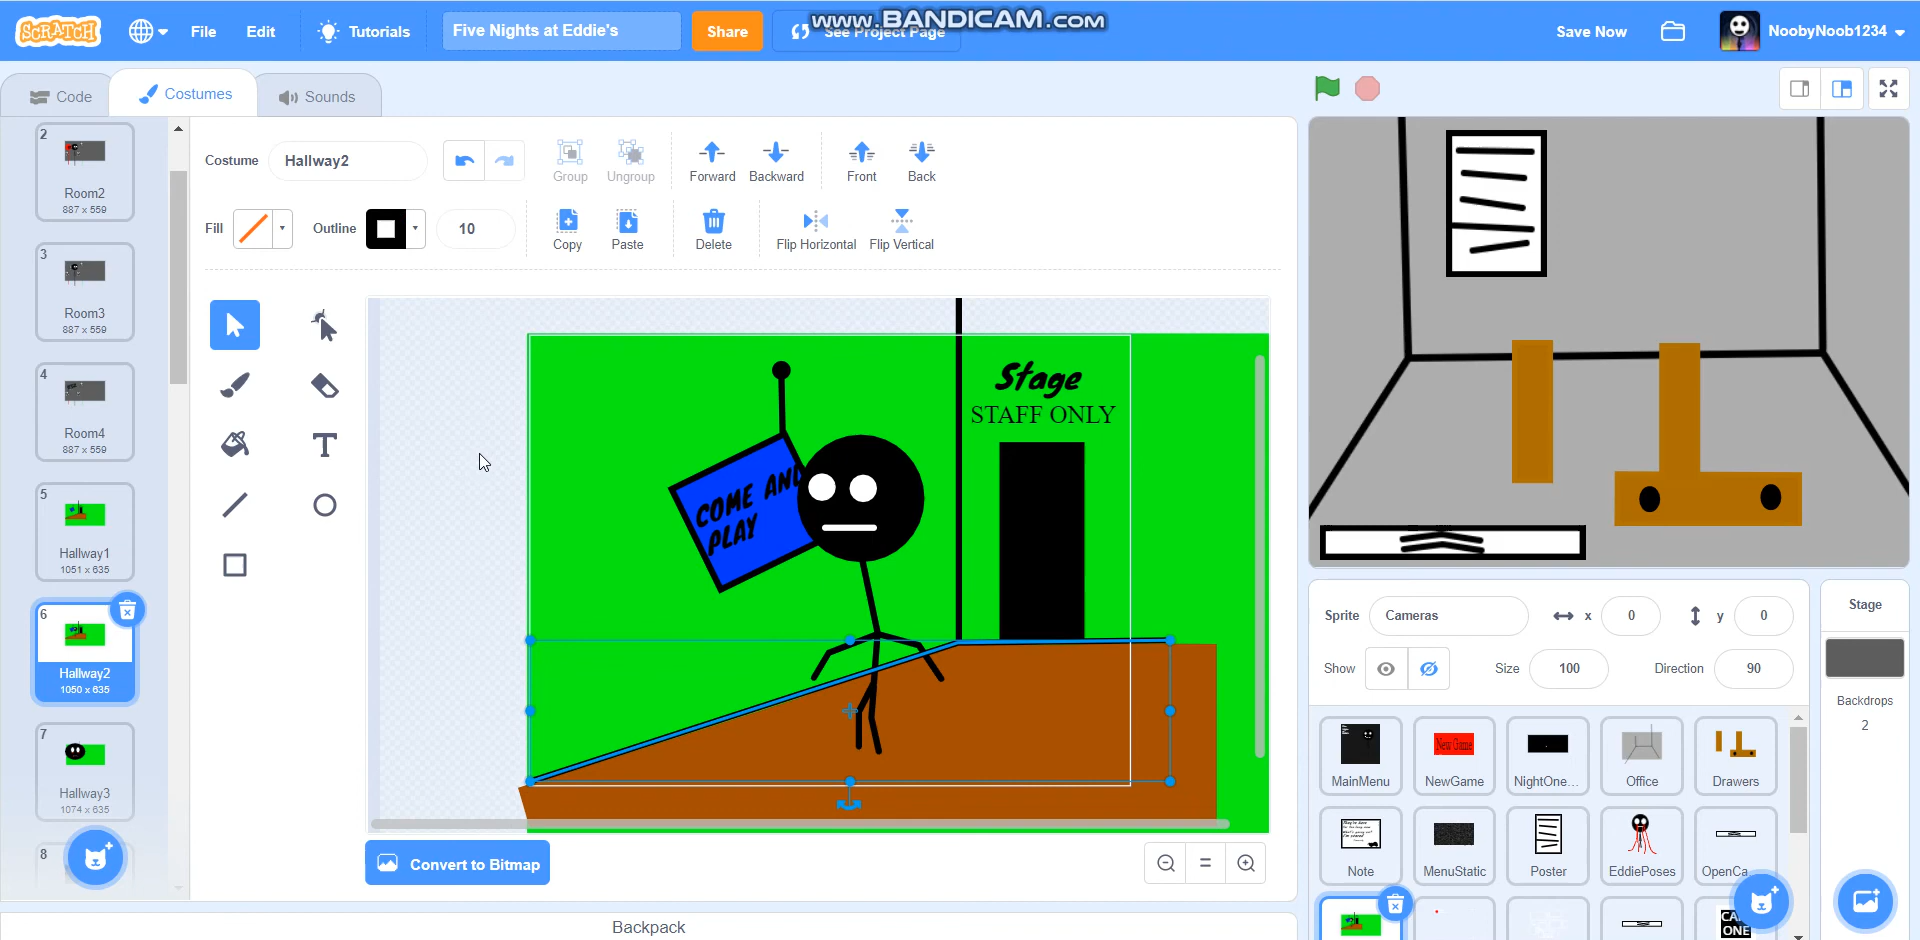 www.BANDICAM.com
SCRATCH
File
Edit
Tutorials
Five Nights at Eddie's
Share
See Project Page
Save Now
NoobyNoob1234
Code
Costumes
Sounds
Costume
Hallway2
Group
Ungroup
Forward
Backward
Front
Back
Fill
Outline
10
Copy
Paste
Delete
Flip Horizontal
Flip Vertical
2
Room2
887 x 559
3
Room3
887 x 559
4
Room4
887 x 559
5
Hallway1
1051 x 635
6
Hallway2
1050 x 635
7
Hallway3
1074 x 635
8
Stage
STAFF ONLY
COME AND
PLAY
Convert to Bitmap
Backpack
Sprite
Cameras
x
0
y
0
Show
Size
100
Direction
90
Stage
Backdrops
2
MainMenu
New Game
NewGame
NightOne...
Office
Drawers
Note
MenuStatic
Poster
EddiePoses
OpenCa
CA
ONE